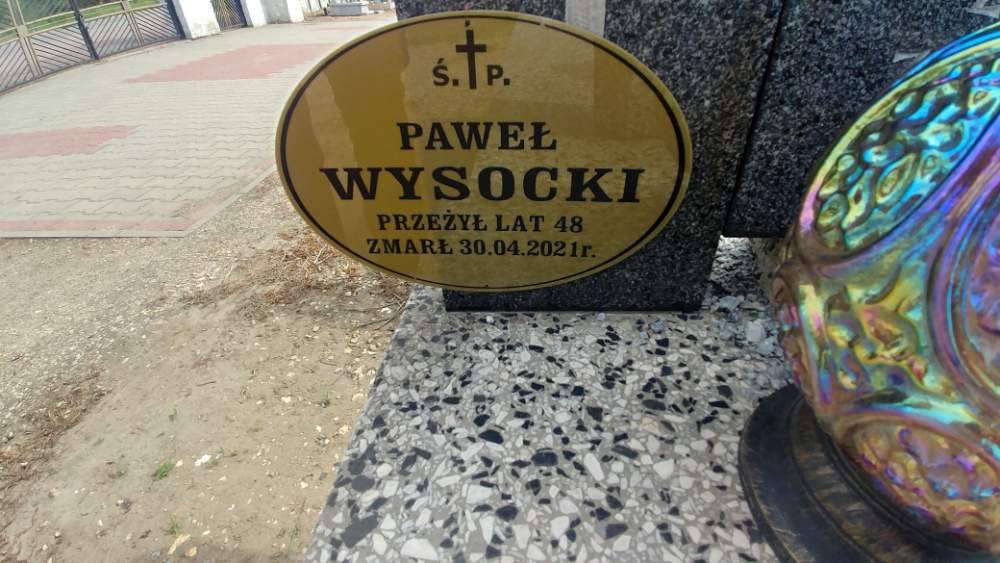 Ś.P.
PAWEŁ
WYSOCKI
PRZEŻYŁ LAT 48
ZMARŁ 30.04.2021r.